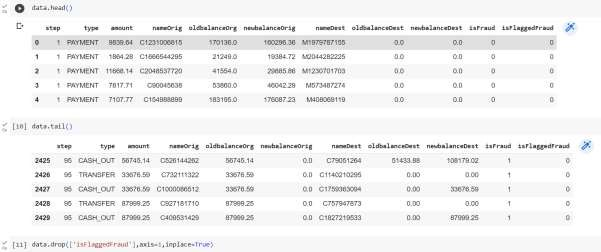 data.head()
step type amount nameOrig oldbalanceOrg newbalanceOrig nameDest oldbalanceDest newbalanceDest isFraud isFlaggedFraud
0 1 PAYMENT 9839.64 C1231006815 170136.0 160296.36 M1979787155 0.0 0.0 0 0
1 1 PAYMENT 1864.28 C1666544295 21249.0 19384.72 M2044282225 0.0 0.0 0 0
2 1 PAYMENT 11668.14 C2048537720 41554.0 29885.86 M1230701703 0.0 0.0 0 0
3 1 PAYMENT 7817.71 C90045638 53860.0 46042.29 M573487274 0.0 0.0 0 0
4 1 PAYMENT 7107.77 C154988899 183195.0 176087.23 M408069119 0.0 0.0 0 0
[10] data.tail()
step type amount nameOrig oldbalanceOrg newbalanceOrig nameDest oldbalanceDest newbalanceDest isFraud isFlaggedFraud
2425 95 CASH_OUT 56745.14 C526144262 56745.14 0.0 C79051264 51433.88 108179.02 1 0
2426 95 TRANSFER 33676.59 C732111322 33676.59 0.0 C1140210295 0.00 0.00 1 0
2427 95 CASH_OUT 33676.59 C1000086512 33676.59 0.0 C1759363094 0.00 33676.59 1 0
2428 95 TRANSFER 87999.25 C927181710 87999.25 0.0 C757947873 0.00 0.00 1 0
2429 95 CASH_OUT 87999.25 C409531429 87999.25 0.0 C1827219533 0.00 87999.25 1 0
[11] data.drop(['isFlaggedFraud'],axis=1,inplace=True)